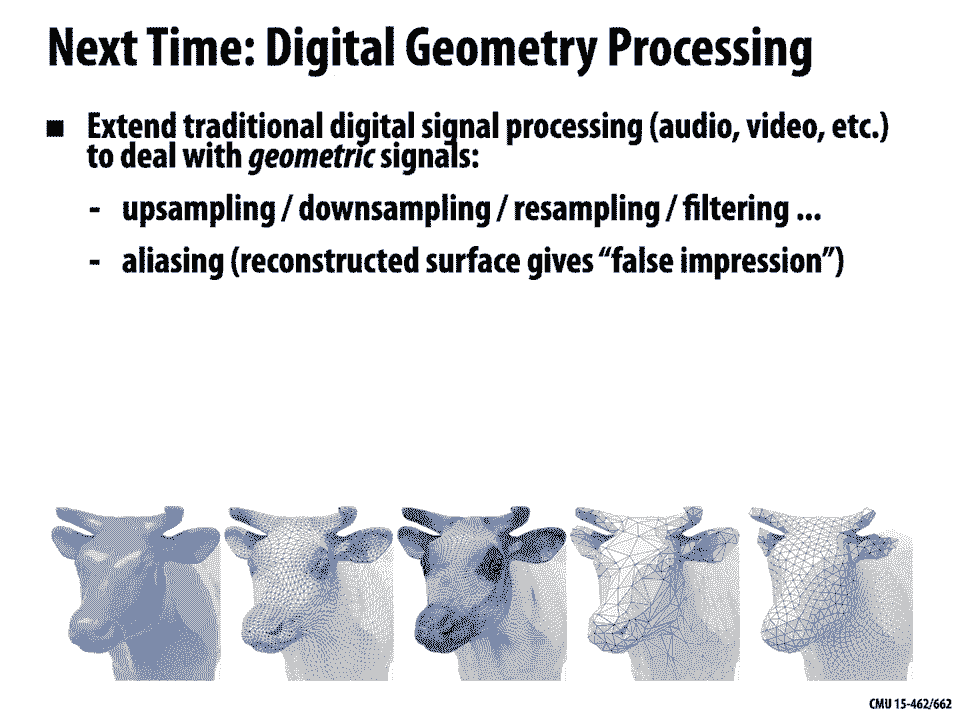 Next Time: Digital Geometry Processing
Extend traditional digital signal processing (audio, video, etc.)
to deal with geometric signals:
- upsampling / downsampling / resampling / filtering ...
- aliasing (reconstructed surface gives “false impression”)
CMU 15-462/662